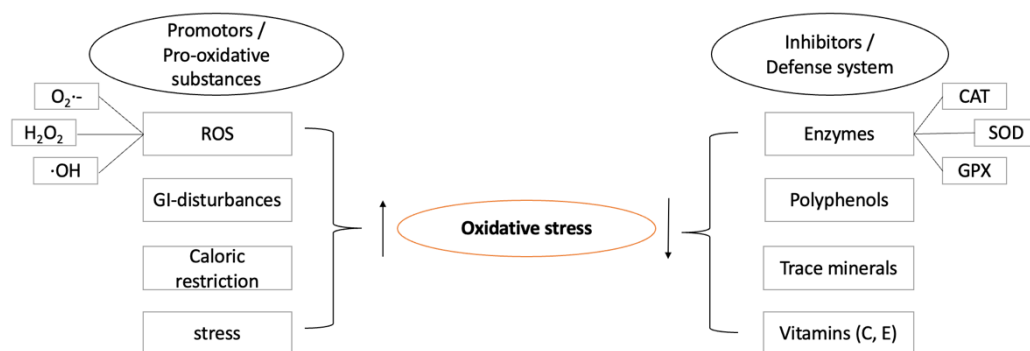 Promotors /
Pro-oxidative
substances
O₂·-
H₂O₂
·OH
ROS
GI-disturbances
Caloric
restriction
stress
Oxidative stress
Inhibitors /
Defense system
Enzymes
CAT
SOD
GPX
Polyphenols
Trace minerals
Vitamins (C, E)